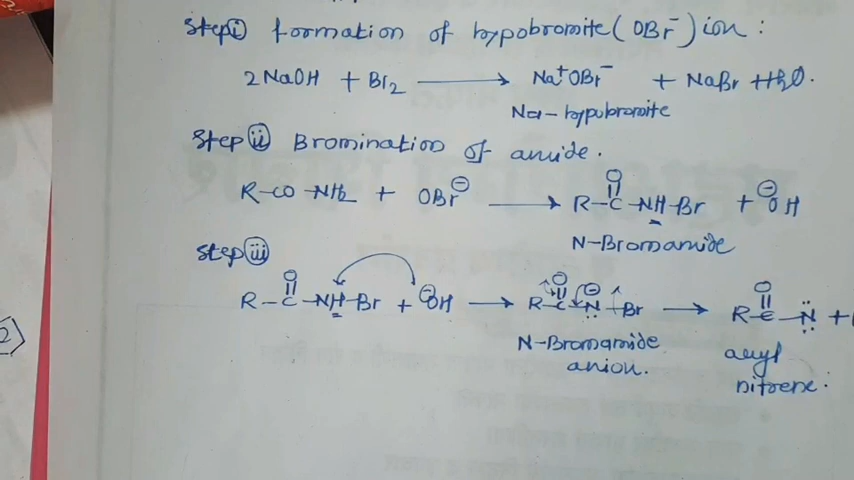 Step(i) formation of hypobromite (OBr⁻) ion :
2NaOH + Br₂ ⟶ Na⁺OBr⁻ + NaBr + H₂O.
Na-hypobromite
Step (ii) Bromination of amide.
R-CO-NH₂ + OBr⊖ ⟶ R-C(=O)-NH-Br + ⊖OH
N-Bromamide
Step (iii)
R-C(=O)-NH-Br + ⊖OH ⟶ R-C(=O)-N̤⊖-Br ⟶ R-C(=O)-N̤̈ +
N-Bromamide acyl
anion. nitrene.
2